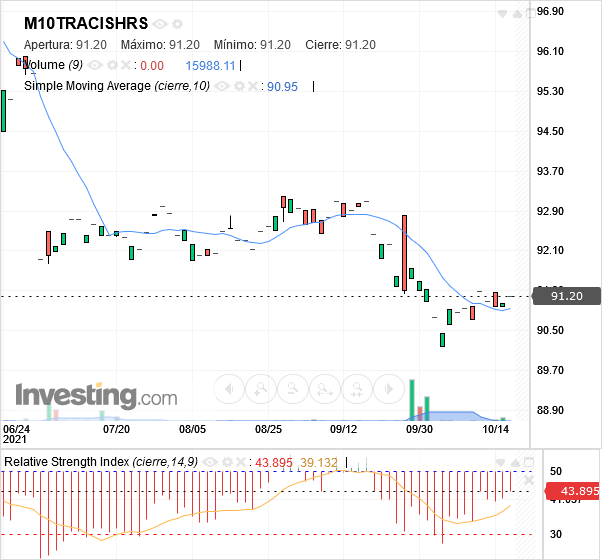 M10TRACISHRS
Apertura: 91.20 Máximo: 91.20 Mínimo: 91.20 Cierre: 91.20
Volume (9) 0.00 15988.11
Simple Moving Average (cierre,10) 90.95
96.90
96.10
95.30
94.50
93.70
92.90
92.10
91.20
90.50
89.70
88.90
Investing.com
06/24 07/20 08/05 08/25 09/12 09/30 10/14
2021
Relative Strength Index (cierre,14,9) 43.895 39.132
50
43.895
30